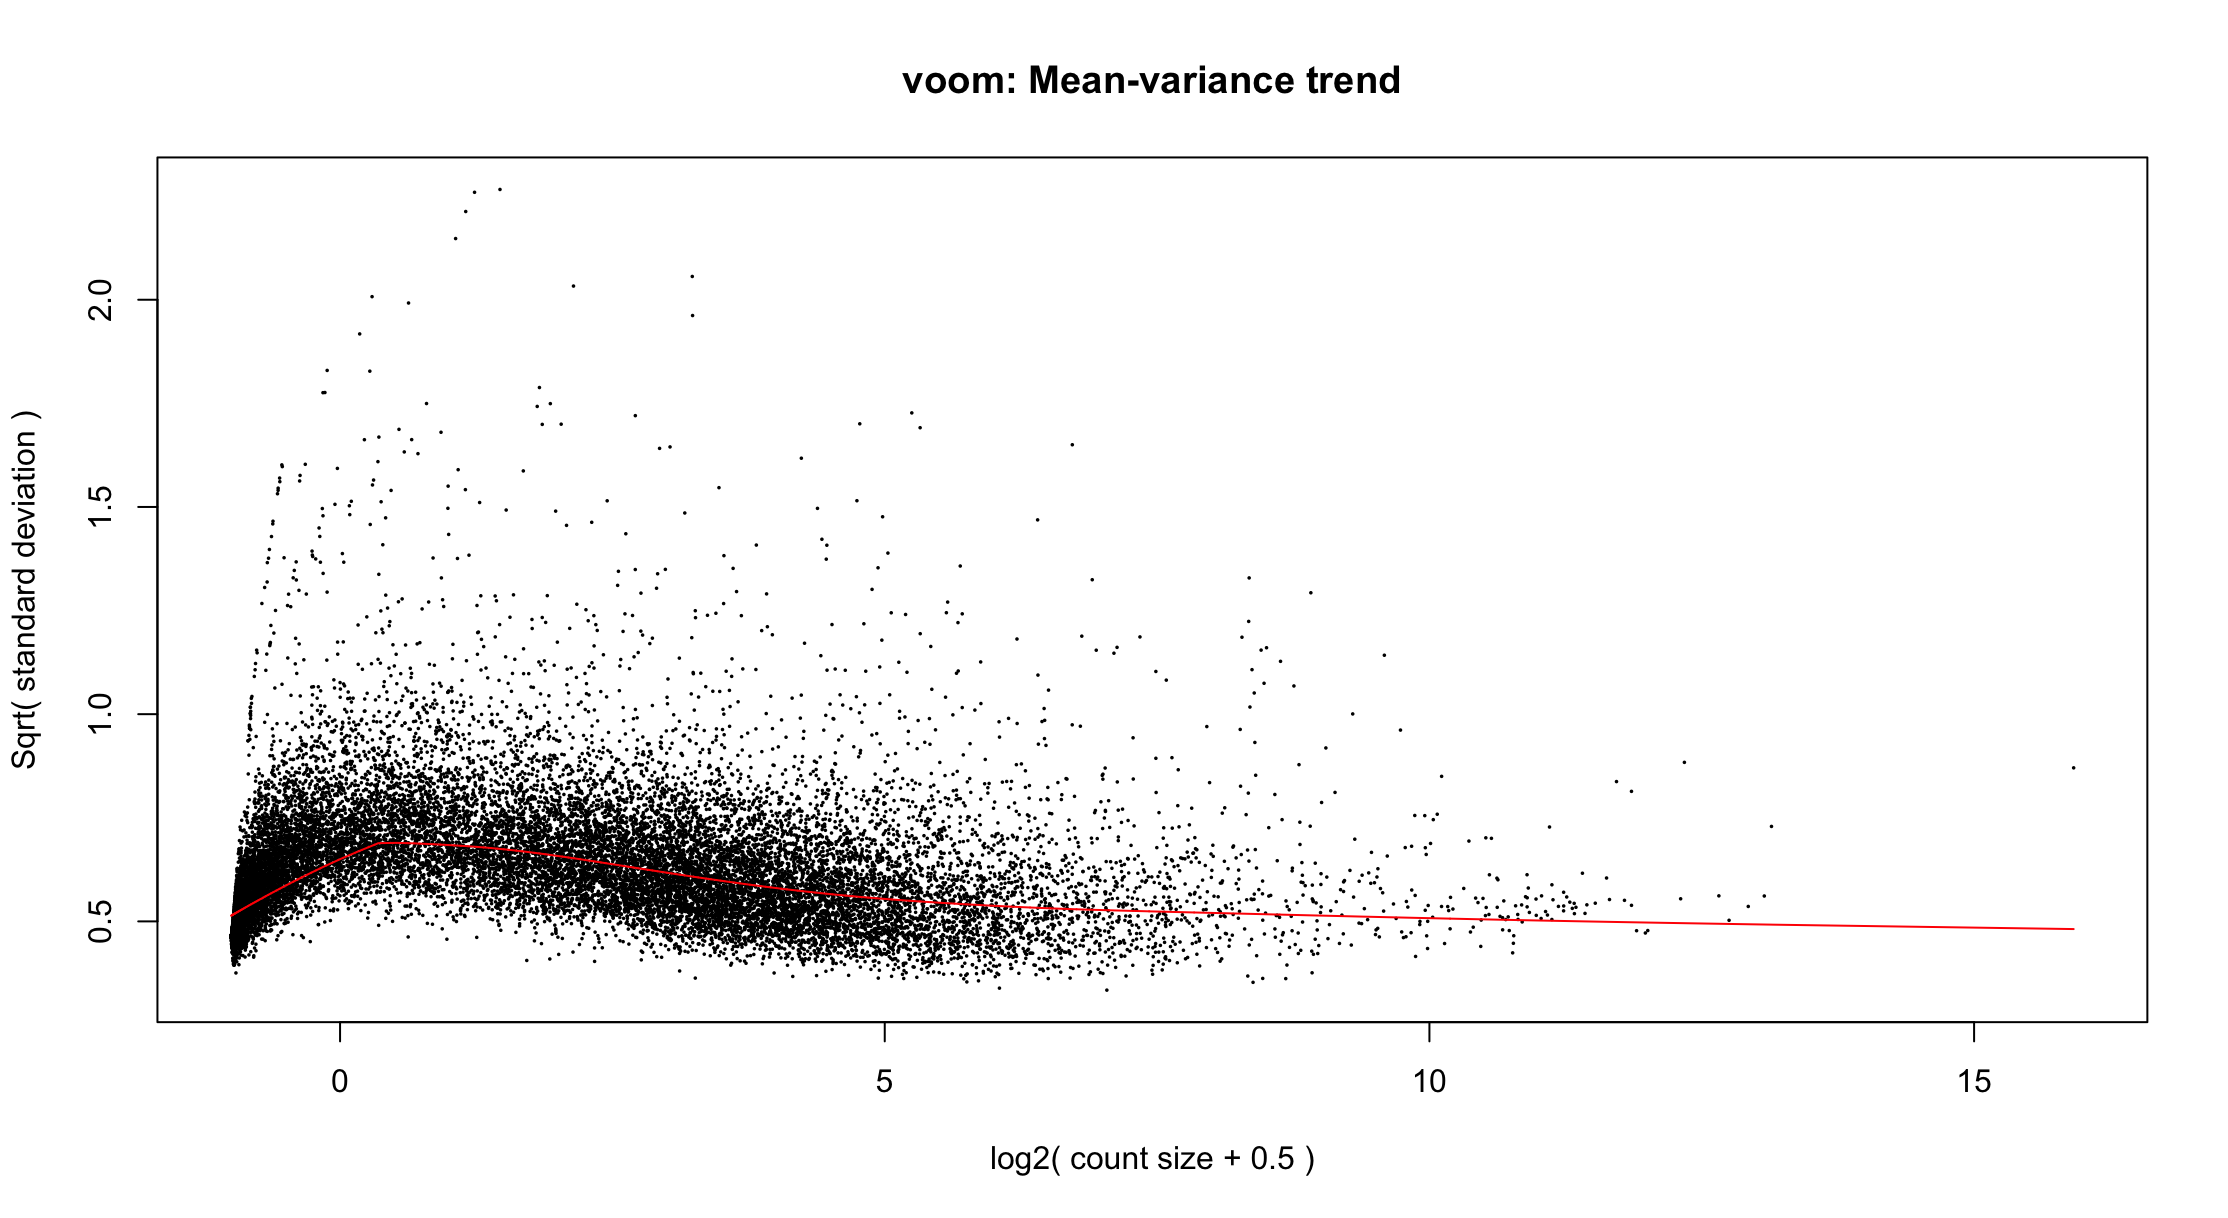 voom: Mean-variance trend
Sqrt( standard deviation )
2.0
1.5
1.0
0.5
0 5 10 15
log2( count size + 0.5 )